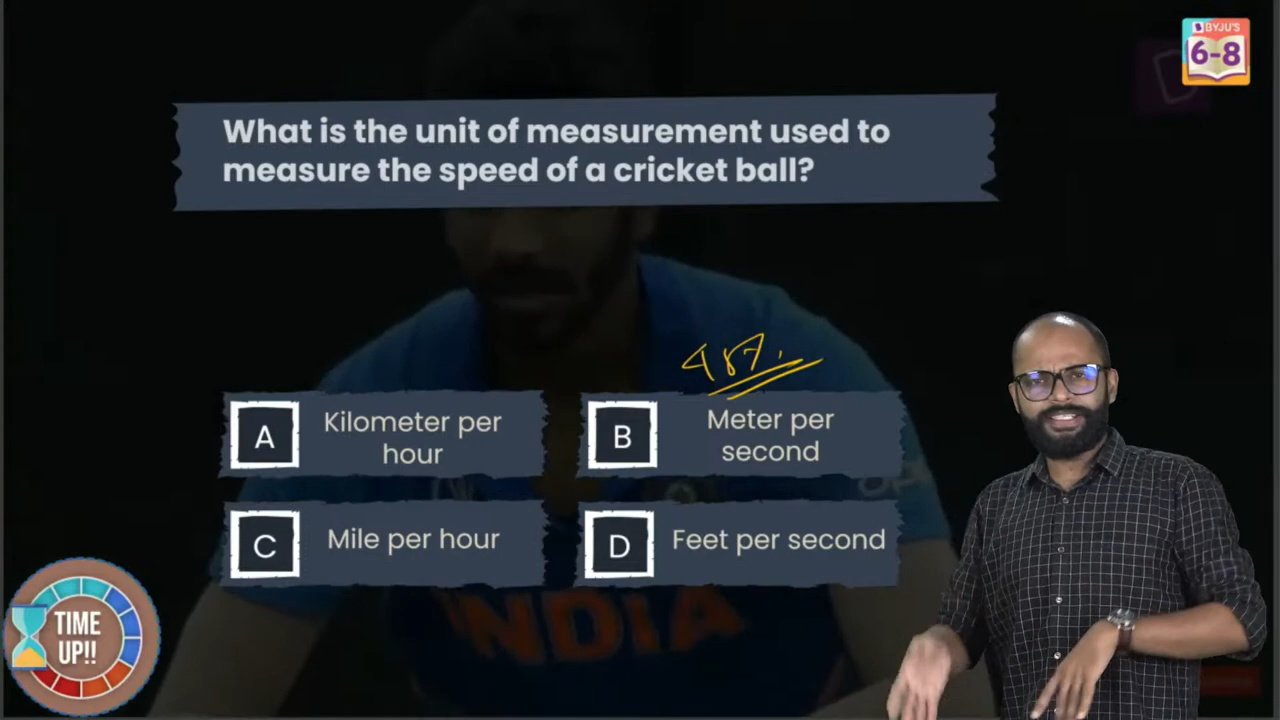 BYJU'S
6-8
What is the unit of measurement used to
measure the speed of a cricket ball?
48%
A Kilometer per
hour
B Meter per
second
C Mile per hour
D Feet per second
INDIA
TIME
UP!!